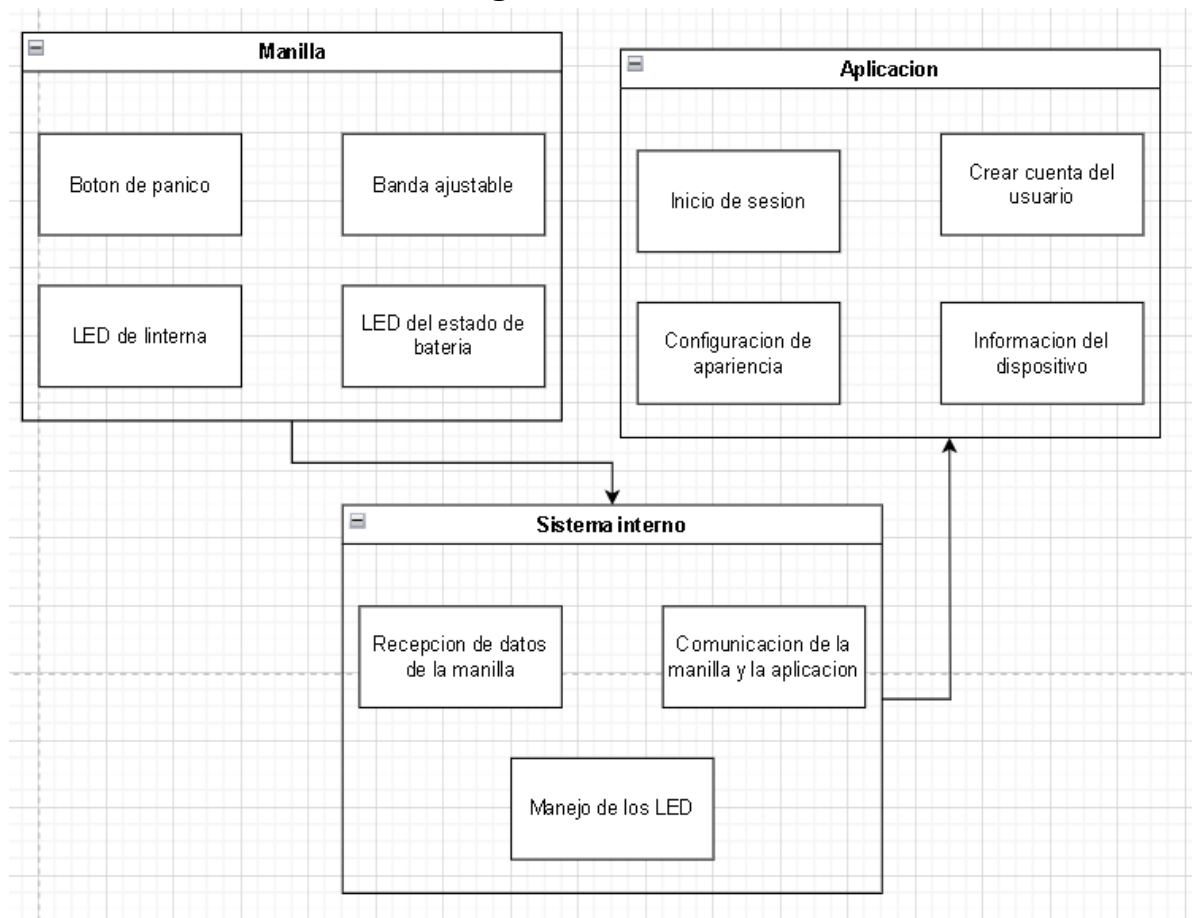 Manilla
Boton de panico
Banda ajustable
LED de linterna
LED del estado de
bateria
Aplicacion
Inicio de sesion
Crear cuenta del
usuario
Configuracion de
apariencia
Informacion del
dispositivo
Sistema interno
Recepcion de datos
de la manilla
Comunicacion de la
manilla y la aplicacion
Manejo de los LED